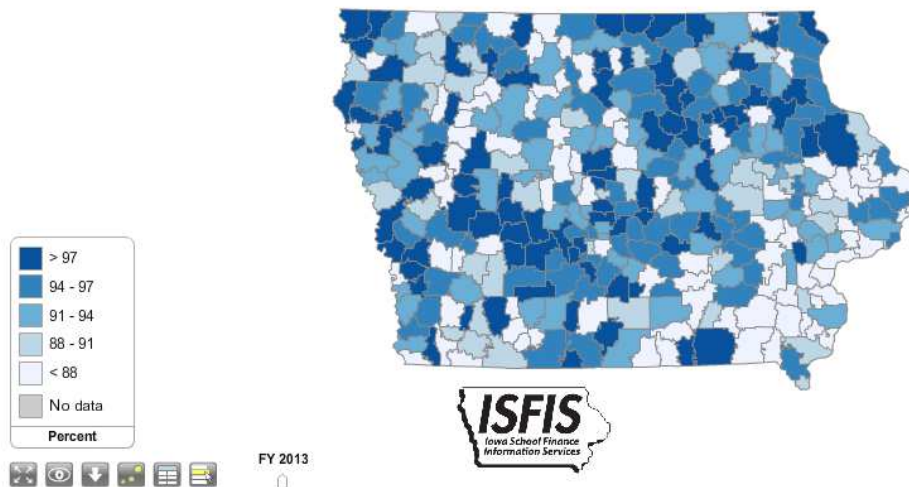 > 97
94 - 97
91 - 94
88 - 91
< 88
No data
Percent
FY 2013
ISFIS
Iowa School Finance
Information Services